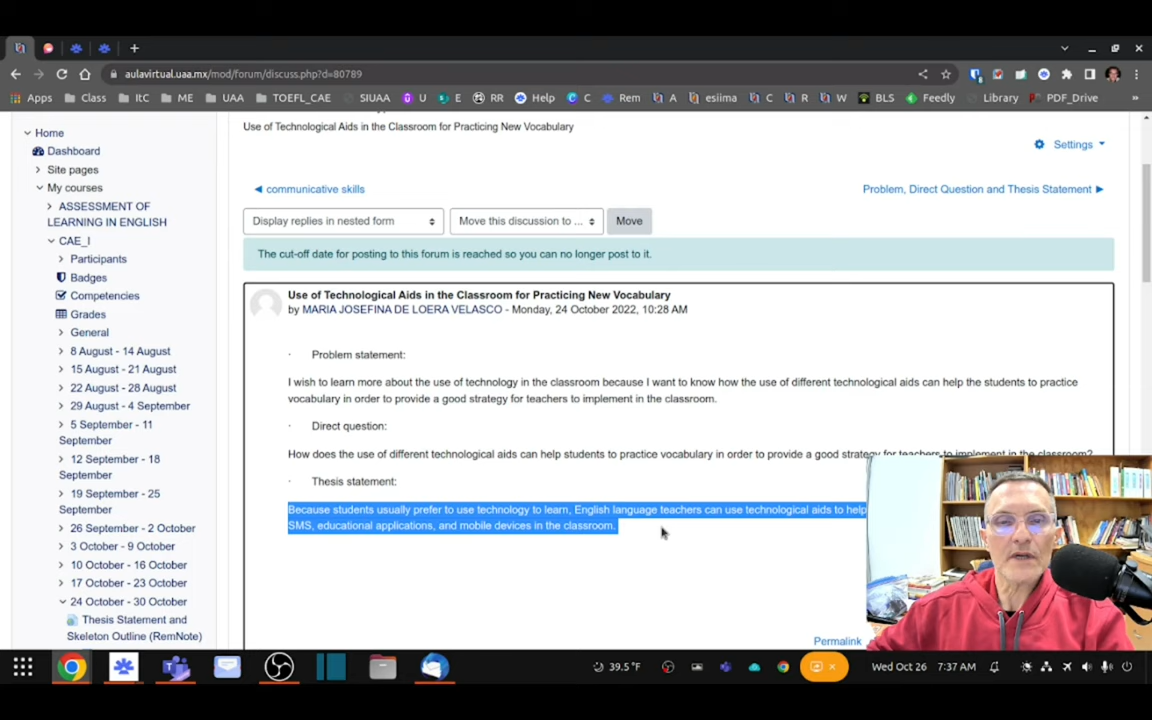 aulavirtual.uaa.mx/mod/forum/discuss.php?d=80789
Apps Class ItC ME UAA TOEFL_CAE SIUAA U E RR Help C Rem A esiima C R W BLS Feedly Library PDF_Drive »
Home
Dashboard
Site pages
My courses
ASSESSMENT OF
LEARNING IN ENGLISH
CAE_I
Participants
Badges
Competencies
Grades
General
8 August - 14 August
15 August - 21 August
22 August - 28 August
29 August - 4 September
5 September - 11
September
12 September - 18
September
19 September - 25
September
26 September - 2 October
3 October - 9 October
10 October - 16 October
17 October - 23 October
24 October - 30 October
Thesis Statement and
Skeleton Outline (RemNote)
Use of Technological Aids in the Classroom for Practicing New Vocabulary
Settings
◀ communicative skills
Problem, Direct Question and Thesis Statement ▶
Display replies in nested form
Move this discussion to ...
Move
The cut-off date for posting to this forum is reached so you can no longer post to it.
Use of Technological Aids in the Classroom for Practicing New Vocabulary
by MARIA JOSEFINA DE LOERA VELASCO - Monday, 24 October 2022, 10:28 AM
· Problem statement:
I wish to learn more about the use of technology in the classroom because I want to know how the use of different technological aids can help the students to practice
vocabulary in order to provide a good strategy for teachers to implement in the classroom.
· Direct question:
How does the use of different technological aids can help students to practice vocabulary in order to provide a good strategy for teachers to implement in the classroom?
· Thesis statement:
Because students usually prefer to use technology to learn, English language teachers can use technological aids to help
SMS, educational applications, and mobile devices in the classroom.
Permalink
39.5 °F
Wed Oct 26 7:37 AM